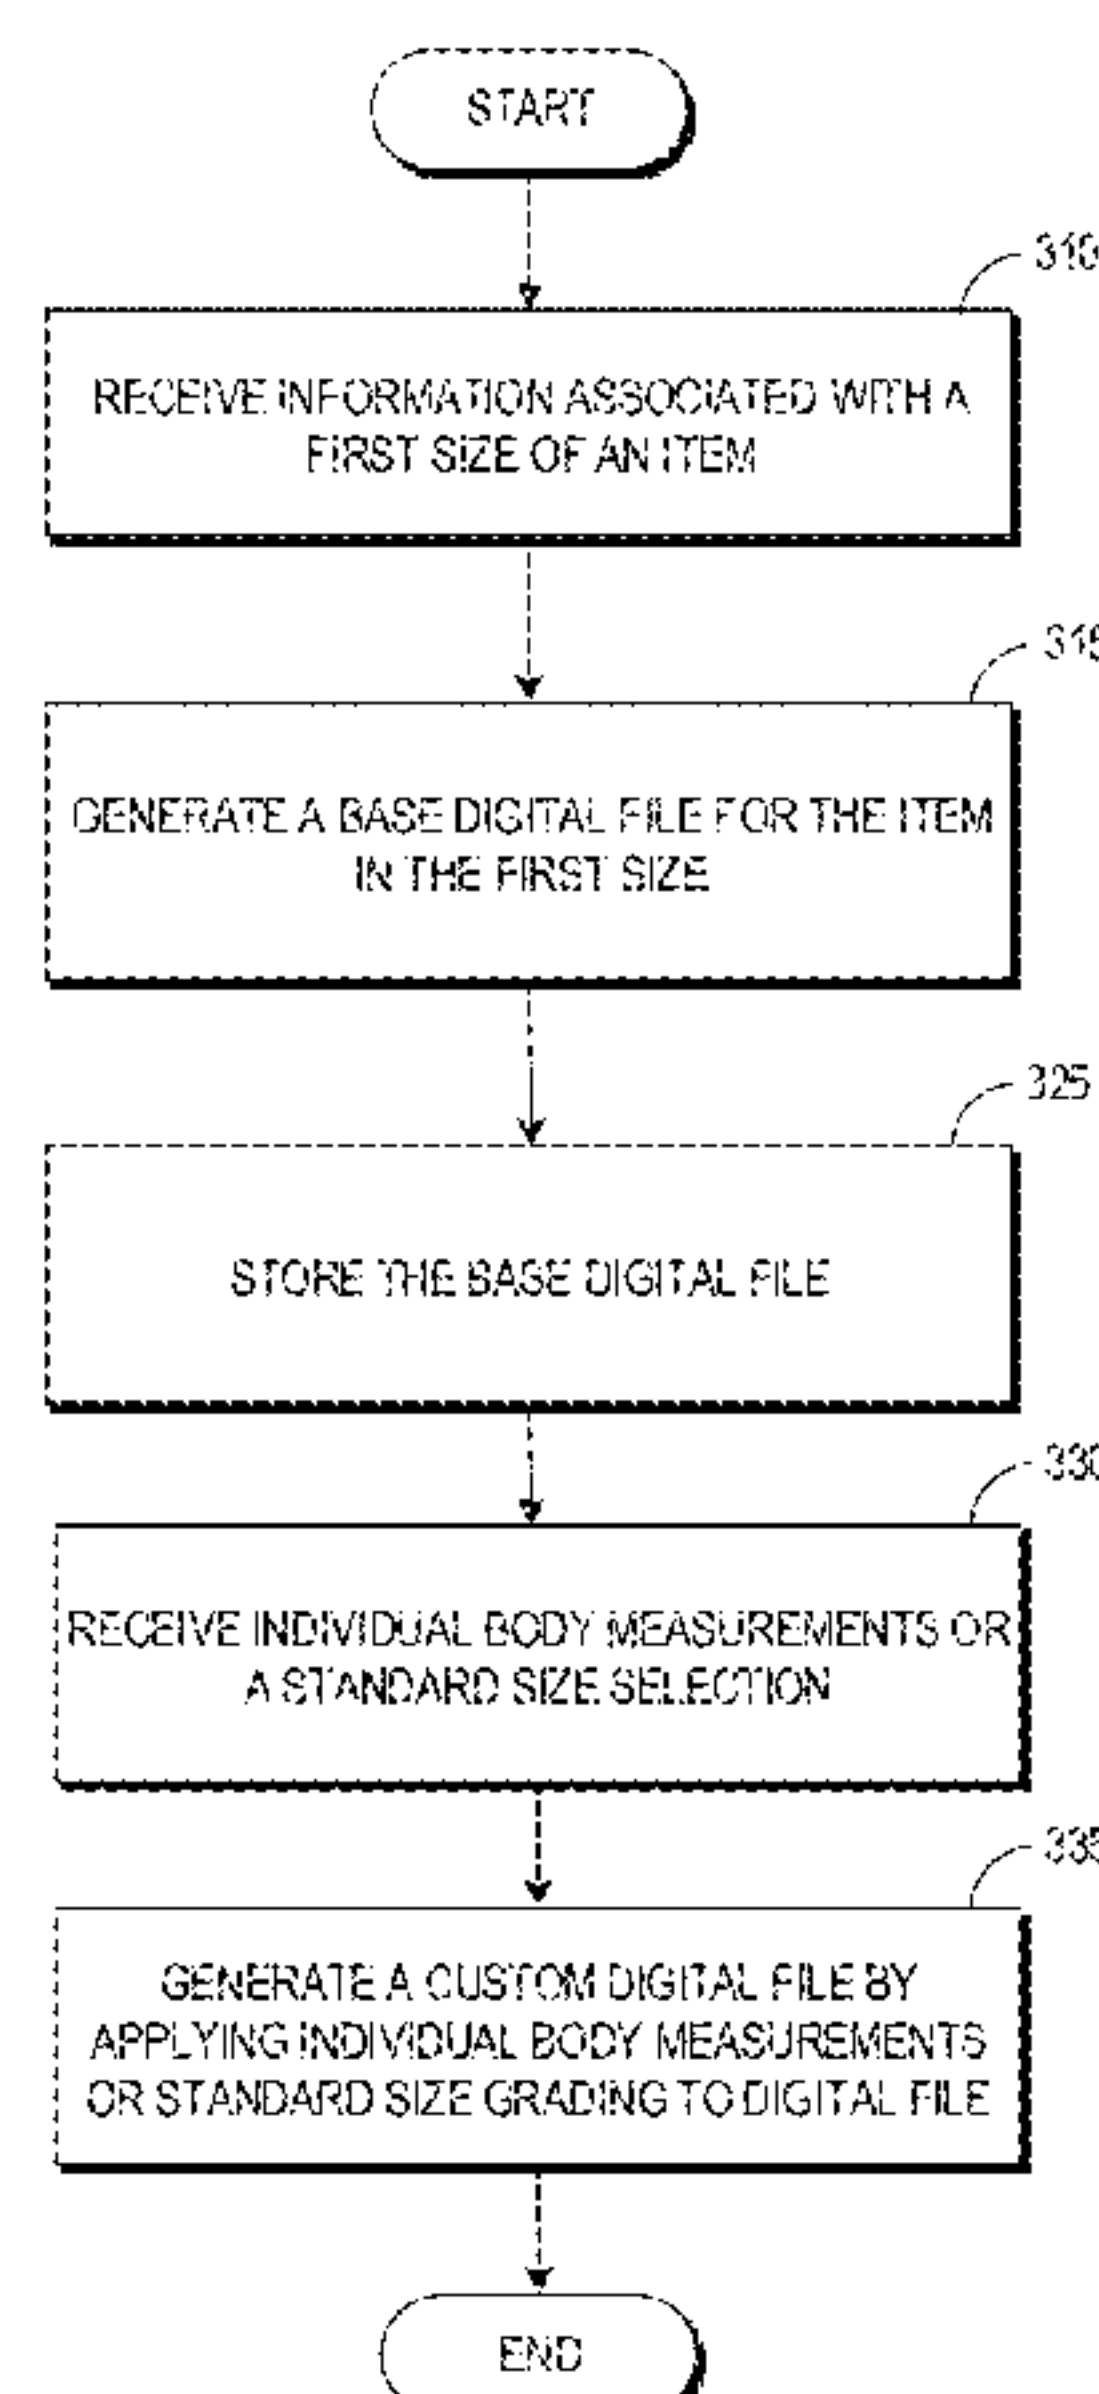 START
310
RECEIVE INFORMATION ASSOCIATED WITH A
FIRST SIZE OF AN ITEM
315
GENERATE A BASE DIGITAL FILE FOR THE ITEM
IN THE FIRST SIZE
325
STORE THE BASE DIGITAL FILE
330
RECEIVE INDIVIDUAL BODY MEASUREMENTS OR
A STANDARD SIZE SELECTION
335
GENERATE A CUSTOM DIGITAL FILE BY
APPLYING INDIVIDUAL BODY MEASUREMENTS
OR STANDARD SIZE GRADING TO DIGITAL FILE
END